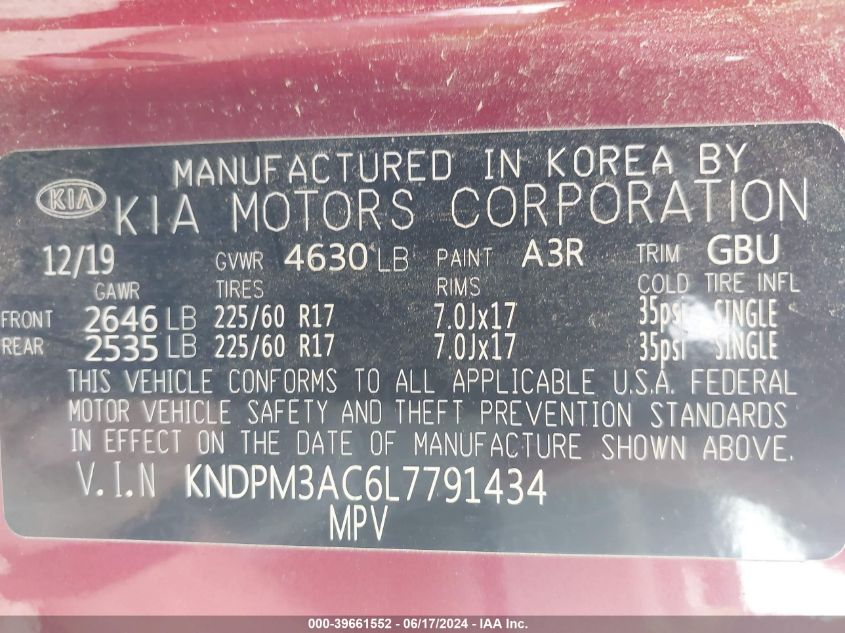 MANUFACTURED IN KOREA BY
KIA KIA MOTORS CORPORATION
12/19 GVWR 4630 LB PAINT A3R TRIM GBU
GAWR TIRES RIMS COLD TIRE INFL
FRONT 2646 LB 225/60 R17 7.0Jx17 35psi SINGLE
REAR 2535 LB 225/60 R17 7.0Jx17 35psi SINGLE
THIS VEHICLE CONFORMS TO ALL APPLICABLE U.S.A. FEDERAL
MOTOR VEHICLE SAFETY AND THEFT PREVENTION STANDARDS
IN EFFECT ON THE DATE OF MANUFACTURE SHOWN ABOVE.
V.I.N KNDPM3AC6L7791434
MPV
000-39661552 - 06/17/2024 - IAA Inc.